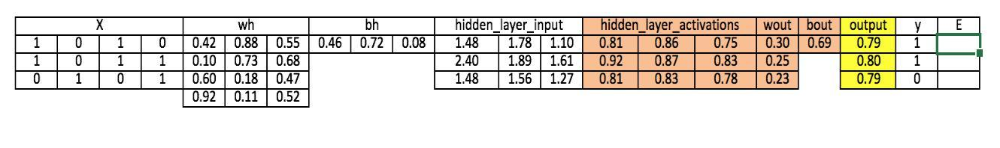 X wh bh hidden_layer_input hidden_layer_activations wout bout output y E
1 0 1 0 0.42 0.88 0.55 0.46 0.72 0.08 1.48 1.78 1.10 0.81 0.86 0.75 0.30 0.69 0.79 1
1 0 1 1 0.10 0.73 0.68 2.40 1.89 1.61 0.92 0.87 0.83 0.25 0.80 1
0 1 0 1 0.60 0.18 0.47 1.48 1.56 1.27 0.81 0.83 0.78 0.23 0.79 0
0.92 0.11 0.52